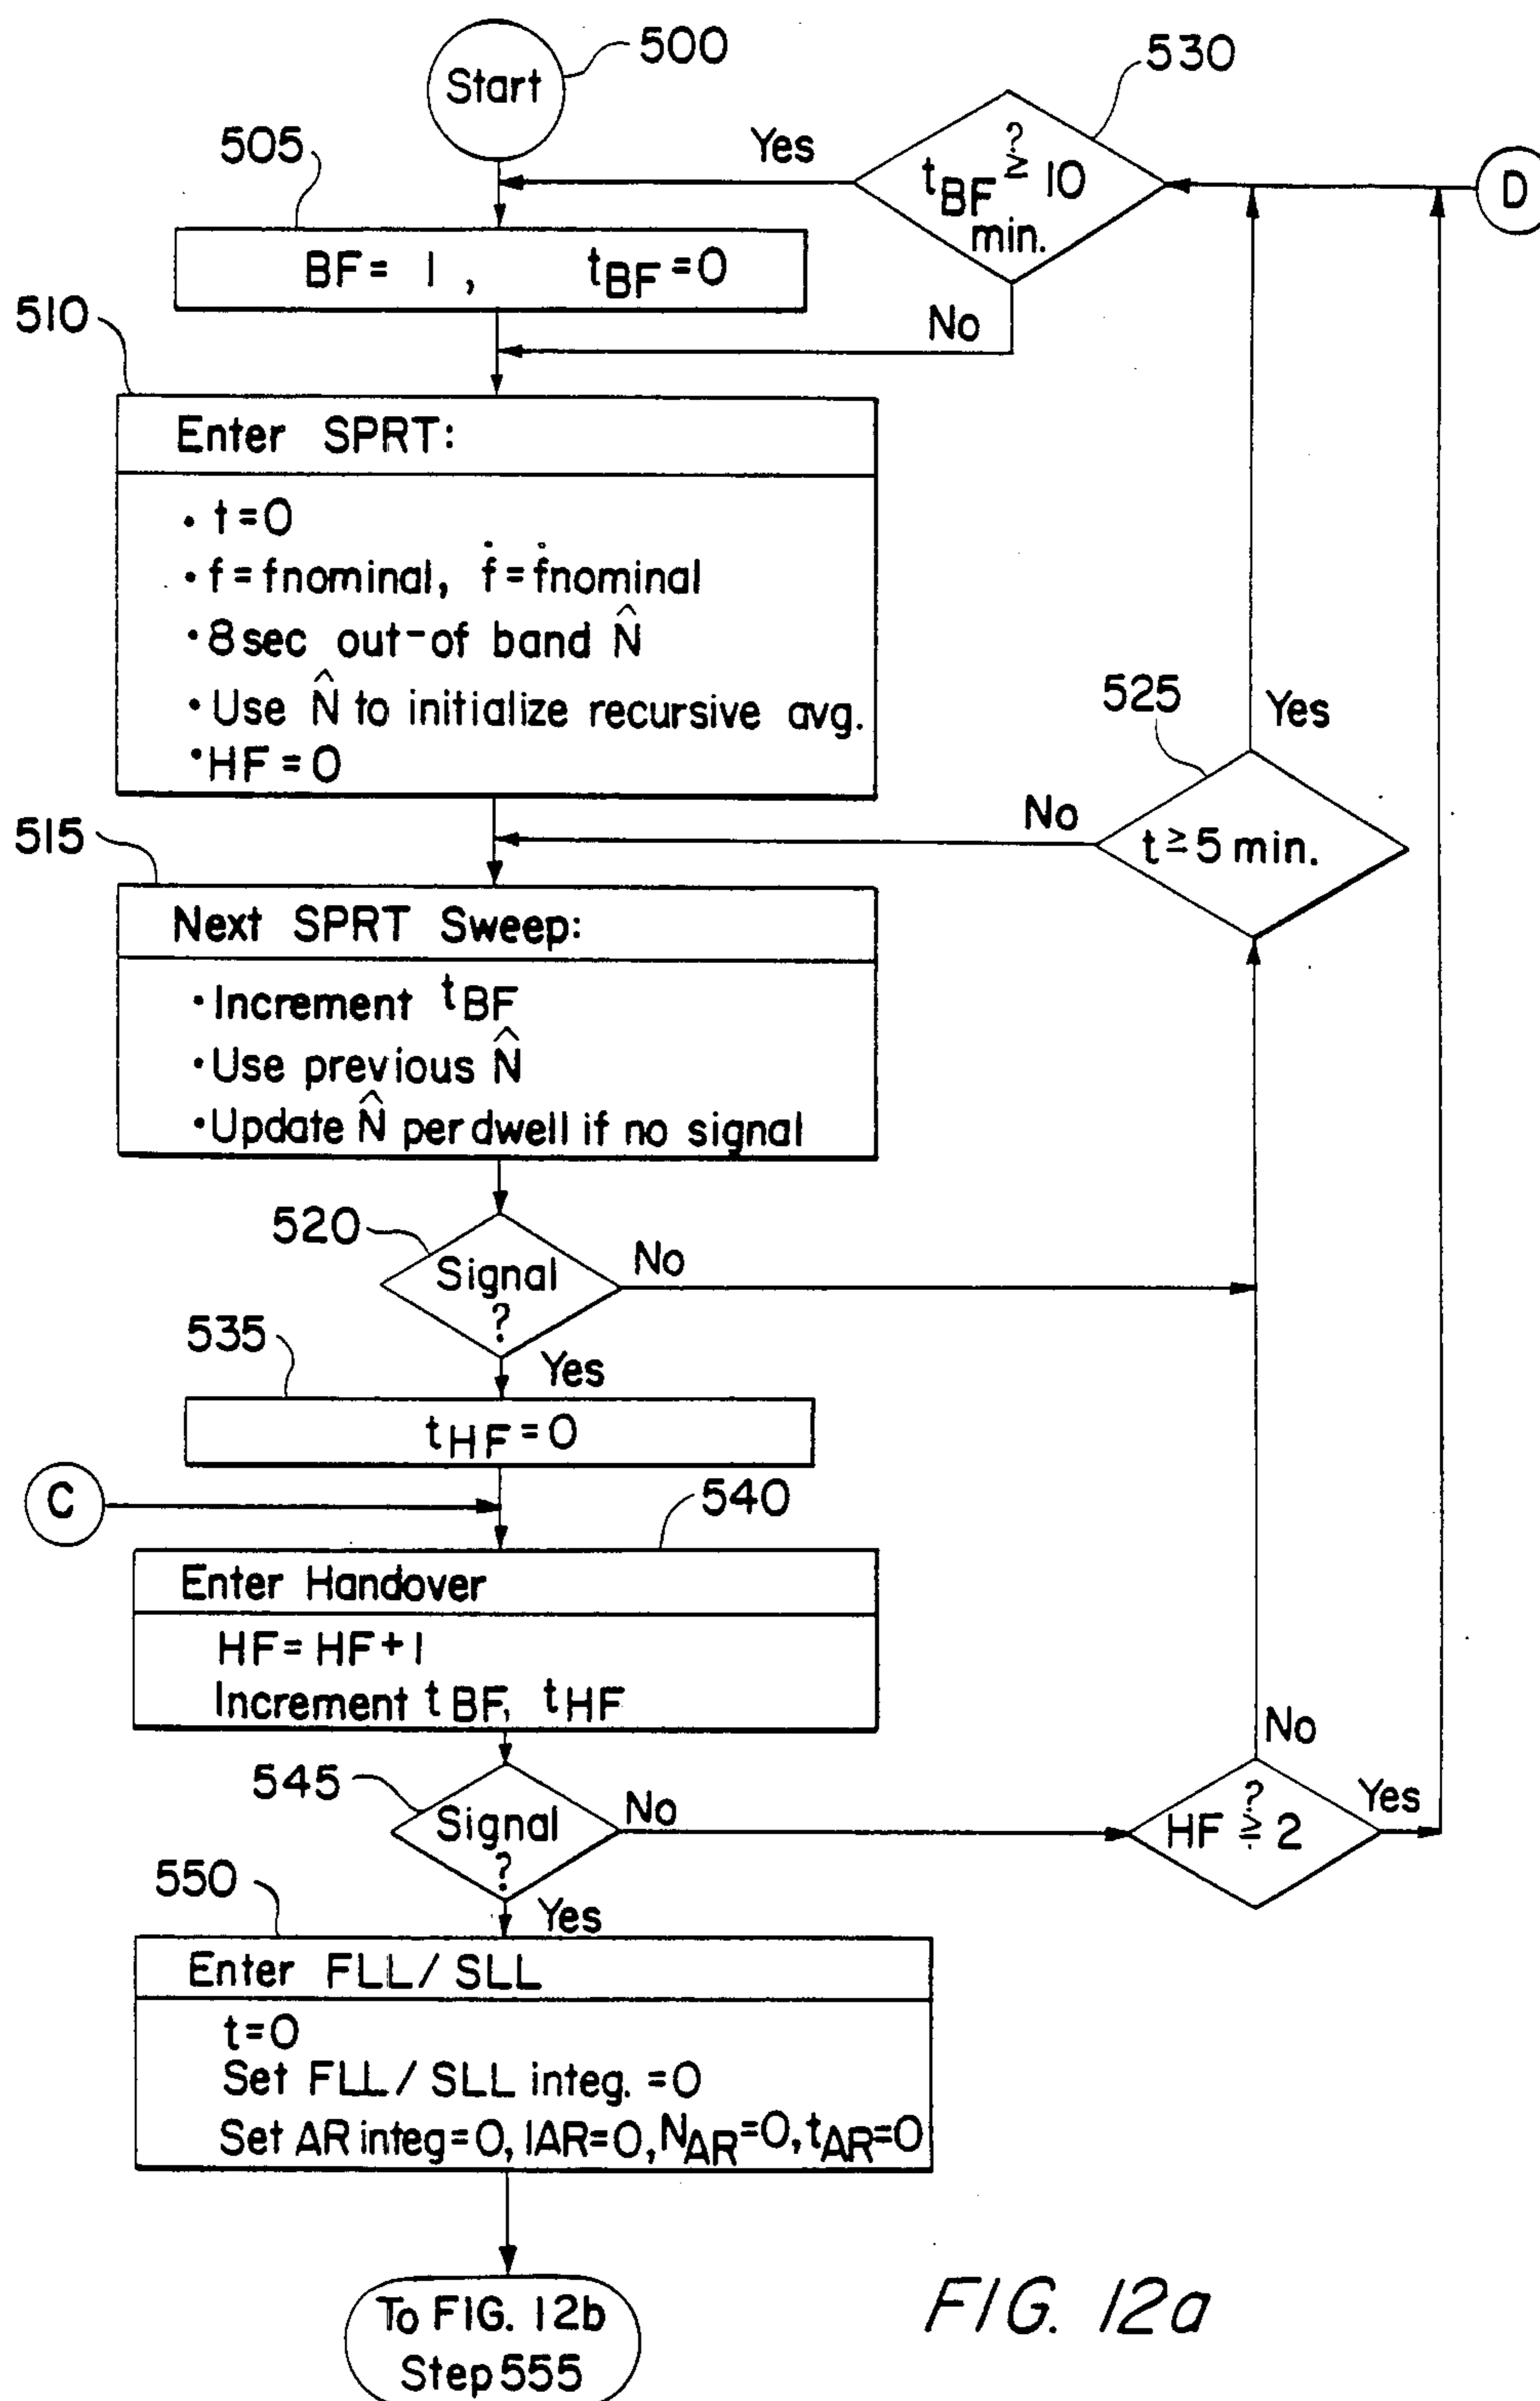 500
Start
530
505
Yes
? ≥
t_BF 10
min.
D
BF= 1 , t_BF=0
510
No
Enter SPRT:
• t=0
• f=fnominal, ḟ=ḟnominal
• 8sec out-of band N̂
• Use N̂ to initialize recursive avg.
• HF=0
525
Yes
515
No
t≥5 min.
Next SPRT Sweep:
• Increment t_BF
• Use previous N̂
• Update N̂ per dwell if no signal
520
Signal
?
No
535
Yes
t_HF=0
C
540
Enter Handover
HF=HF+1
Increment t_BF, t_HF
No
545
Signal
?
No
?
HF ≥ 2
Yes
550
Yes
Enter FLL/SLL
t=0
Set FLL/SLL integ.=0
Set AR integ=0, IAR=0, N_AR=0, t_AR=0
To FIG. 12b
Step 555
FIG. 12a